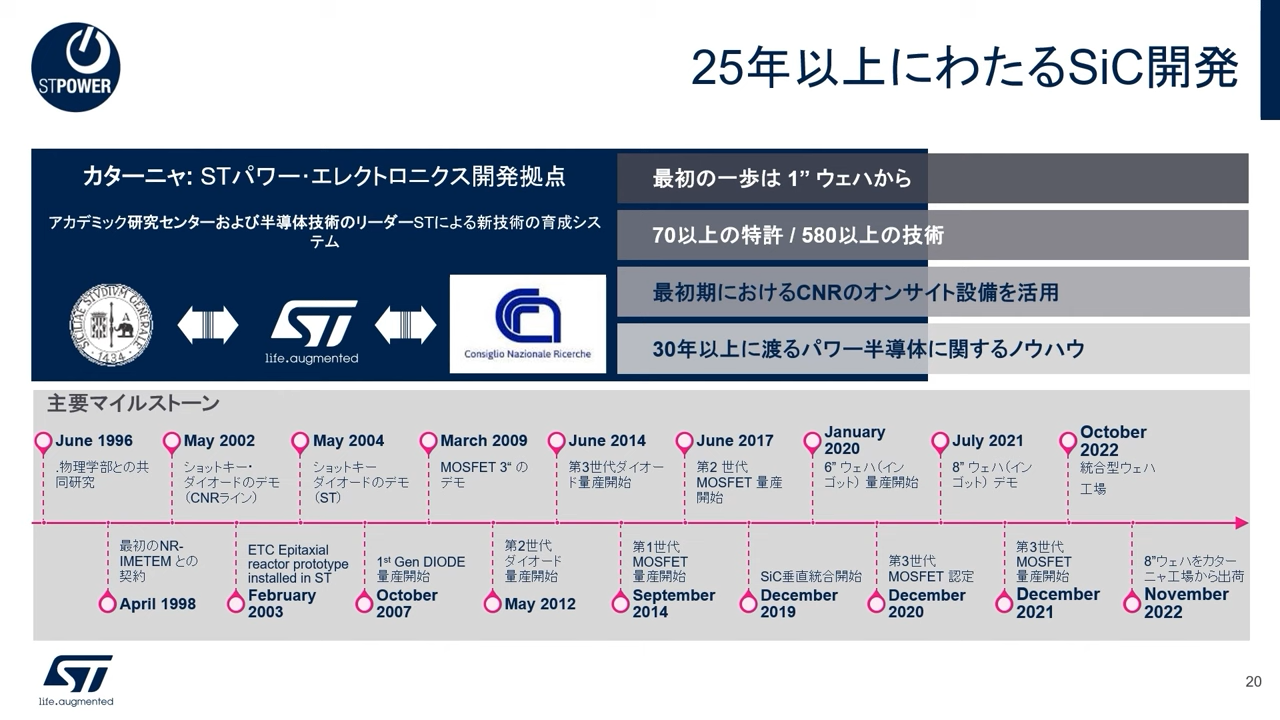 STPOWER
25年以上にわたるSiC開発
カターニャ: STパワー・エレクトロニクス開発拠点
アカデミック研究センターおよび半導体技術のリーダーSTによる新技術の育成シス
テム
SICILIAE STVDIVM GENERALE
1434
ST
life.augmented
Consiglio Nazionale Ricerche
最初の一歩は 1” ウェハから
70以上の特許 / 580以上の技術
最初期におけるCNRのオンサイト設備を活用
30年以上に渡るパワー半導体に関するノウハウ
主要マイルストーン
June 1996
.物理学部との共
同研究
May 2002
ショットキー・
ダイオードのデモ
（CNRライン）
May 2004
ショットキー
ダイオードのデモ
（ST）
March 2009
MOSFET 3“ の
デモ
June 2014
第3世代ダイオー
ド量産開始
June 2017
第2 世代
MOSFET 量産
開始
January
2020
6” ウェハ（イン
ゴット） 量産開始
July 2021
8” ウェハ（イン
ゴット） デモ
October
2022
統合型ウェハ
工場
最初のNR-
IMETEM との
契約
April 1998
ETC Epitaxial
reactor prototype
installed in ST
February
2003
1st Gen DIODE
量産開始
October
2007
第2世代
ダイオード
量産開始
May 2012
第1世代
MOSFET
量産開始
September
2014
SiC垂直統合開始
December
2019
第3世代
MOSFET 認定
December
2020
第3世代
MOSFET
量産開始
December
2021
8”ウェハをカター
ニャ工場から出荷
November
2022
ST
life.augmented
20